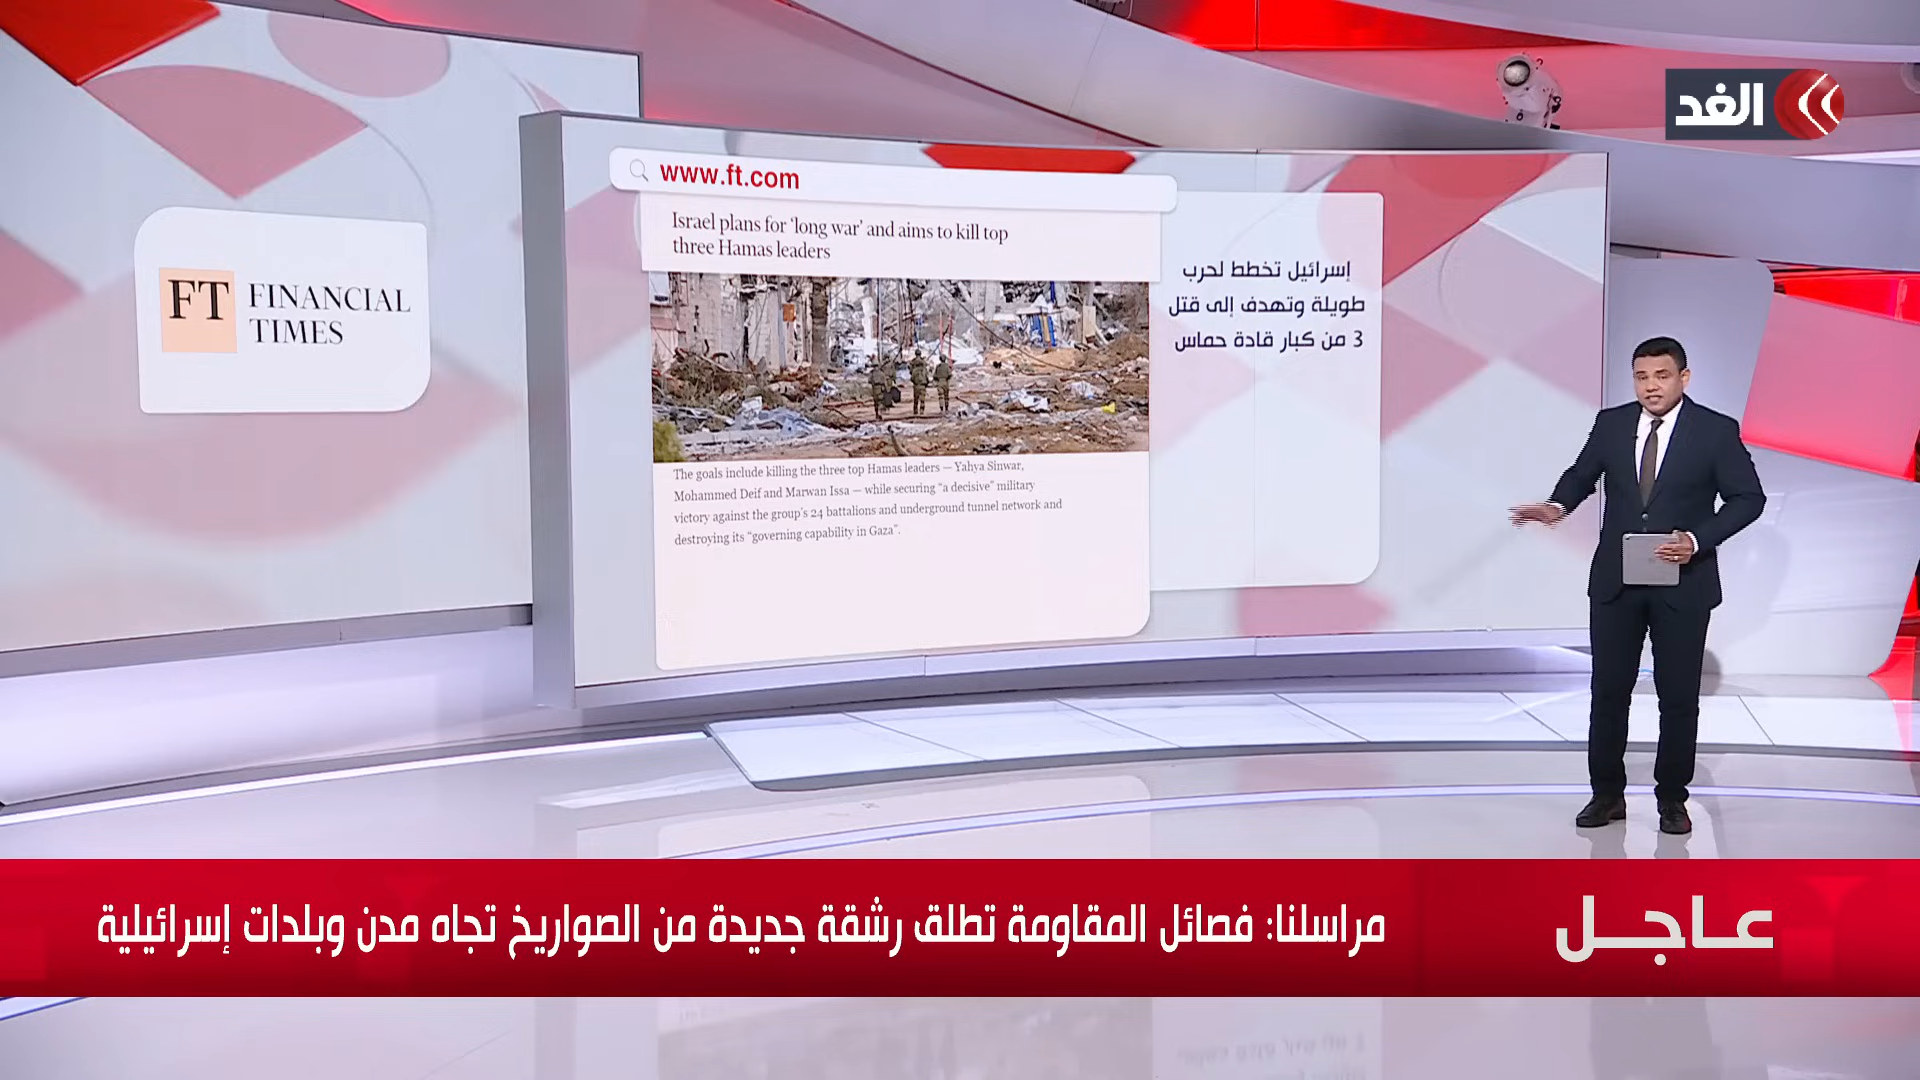 الغد
www.ft.com
Israel plans for ‘long war’ and aims to kill top
three Hamas leaders
إسرائيل تخطط لحرب
طويلة وتهدف إلى قتل
3 من كبار قادة حماس
FT FINANCIAL
TIMES
The goals include killing the three top Hamas leaders — Yahya Sinwar,
Mohammed Deif and Marwan Issa — while securing “a decisive” military
victory against the group’s 24 battalions and underground tunnel network and
destroying its “governing capability in Gaza”.
عاجل
مراسلنا: فصائل المقاومة تطلق رشقة جديدة من الصواريخ تجاه مدن وبلدات إسرائيلية